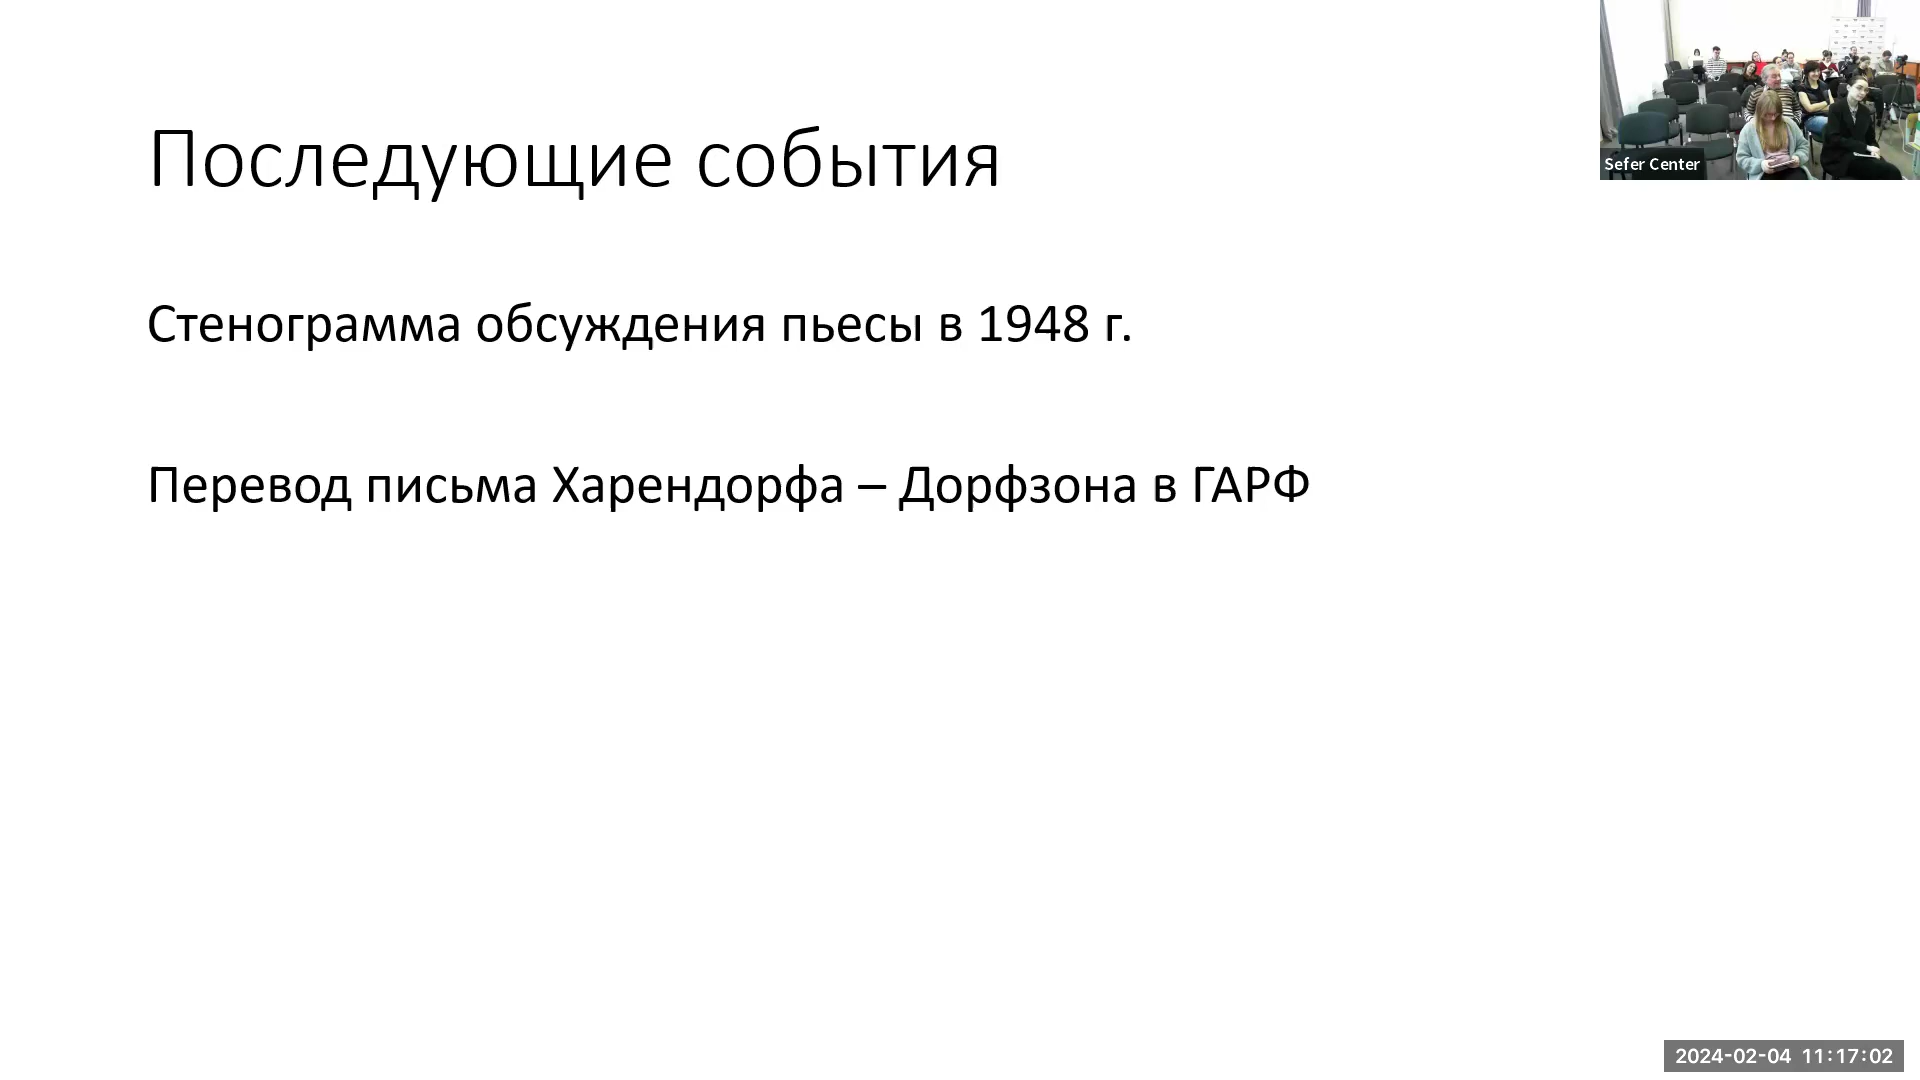 Последующие события
Стенограмма обсуждения пьесы в 1948 г.
Перевод письма Харендорфа – Дорфзона в ГАРФ
Sefer Center
2024-02-04 11:17:02